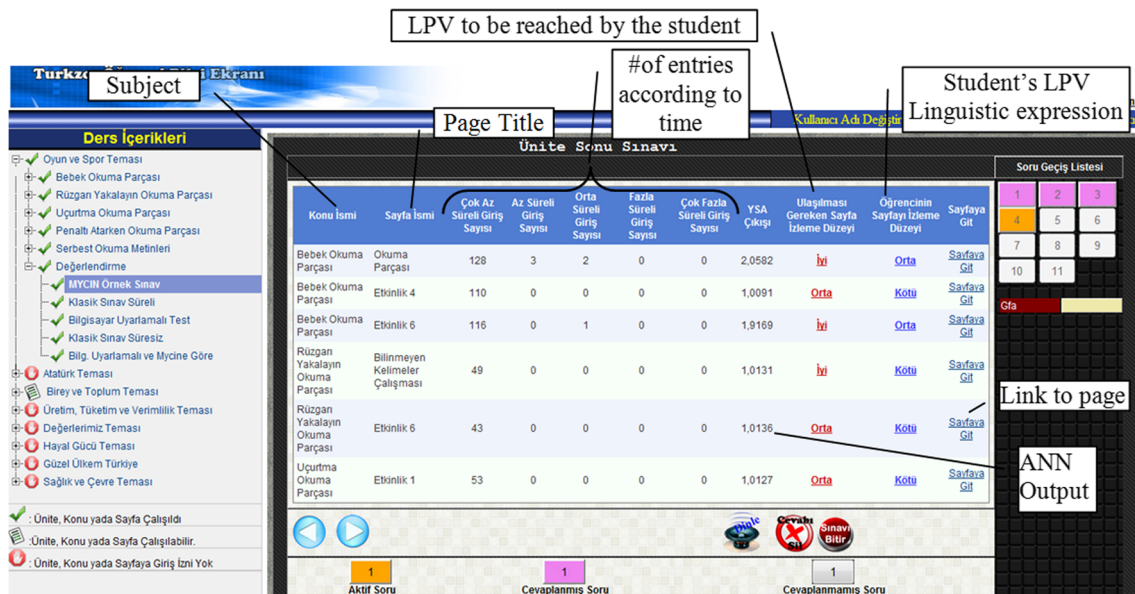 LPV to be reached by the student
Subject
#of entries
according to
time
Student's LPV
Linguistic expression
Page Title
Ekranı
Kullanıcı Adı Değiştir
Ders İçerikleri
Oyun ve Spor Teması
Bebek Okuma Parçası
Rüzgarı Yakalayın Okuma Parçası
Uçurtma Okuma Parçası
Penaltı Atarken Okuma Parçası
Serbest Okuma Metinleri
Değerlendirme
MYCIN Örnek Sınav
Klasik Sınav Süreli
Bilgisayar Uyarlamalı Test
Klasik Sınav Süresiz
Bilg. Uyarlamalı ve Mycine Göre
Atatürk Teması
Birey ve Toplum Teması
Üretim, Tüketim ve Verimlilik Teması
Değerlerimiz Teması
Hayal Gücü Teması
Güzel Ülkem Türkiye
Sağlık ve Çevre Teması
: Ünite, Konu yada Sayfa Çalışıldı
:Ünite, Konu yada Sayfa Çalışılabilir.
: Ünite, Konu yada Sayfaya Giriş İzni Yok
Ünite Sonu Sınavı
Konu İsmi
Sayfa İsmi
Çok Az
Süreli Giriş
Sayısı
Az Süreli
Giriş
Sayısı
Orta
Süreli
Giriş
Sayısı
Fazla
Süreli
Giriş
Sayısı
Çok Fazla
Süreli Giriş
Sayısı
YSA
Çıkışı
Ulaşılması
Gereken Sayfa
İzleme Düzeyi
Öğrencinin
Sayfayı İzleme
Düzeyi
Sayfaya
Git
Bebek Okuma
Parçası
Okuma
Parçası
128 3 2 0 0 2,0582 İyi Orta
Sayfaya
Git
Bebek Okuma
Parçası
Etkinlik 4 110 0 0 0 0 1,0091 Orta Kötü
Sayfaya
Git
Bebek Okuma
Parçası
Etkinlik 6 116 0 1 0 0 1,9169 İyi Orta
Sayfaya
Git
Rüzgarı
Yakalayın
Okuma
Parçası
Bilinmeyen
Kelimeler
Çalışması
49 0 0 0 0 1,0131 İyi Kötü
Sayfaya
Git
Rüzgarı
Yakalayın
Okuma
Parçası
Etkinlik 6 43 0 0 0 0 1,0136 Orta Kötü
Sayfaya
Git
Uçurtma
Okuma
Parçası
Etkinlik 1 53 0 0 0 0 1,0127 Orta Kötü
Sayfaya
Git
Dinle
Cevabı
Sil
Sınavı
Bitir
1 1 1
Aktif Soru Cevaplanmış Soru Cevaplanmamış Soru
Soru Geçiş Listesi
1 2 3
4 5 6
7 8 9
10 11
Gfa
Link to page
ANN
Output